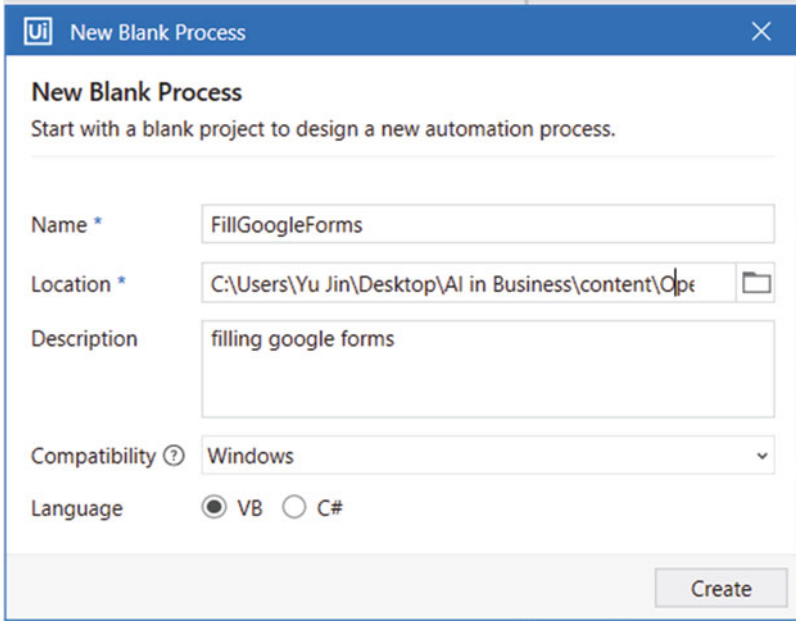 Ui New Blank Process
New Blank Process
Start with a blank project to design a new automation process.
Name * FillGoogleForms
Location * C:\Users\Yu Jin\Desktop\AI in Business\content\Ope
Description filling google forms
Compatibility ? Windows
Language VB C#
Create